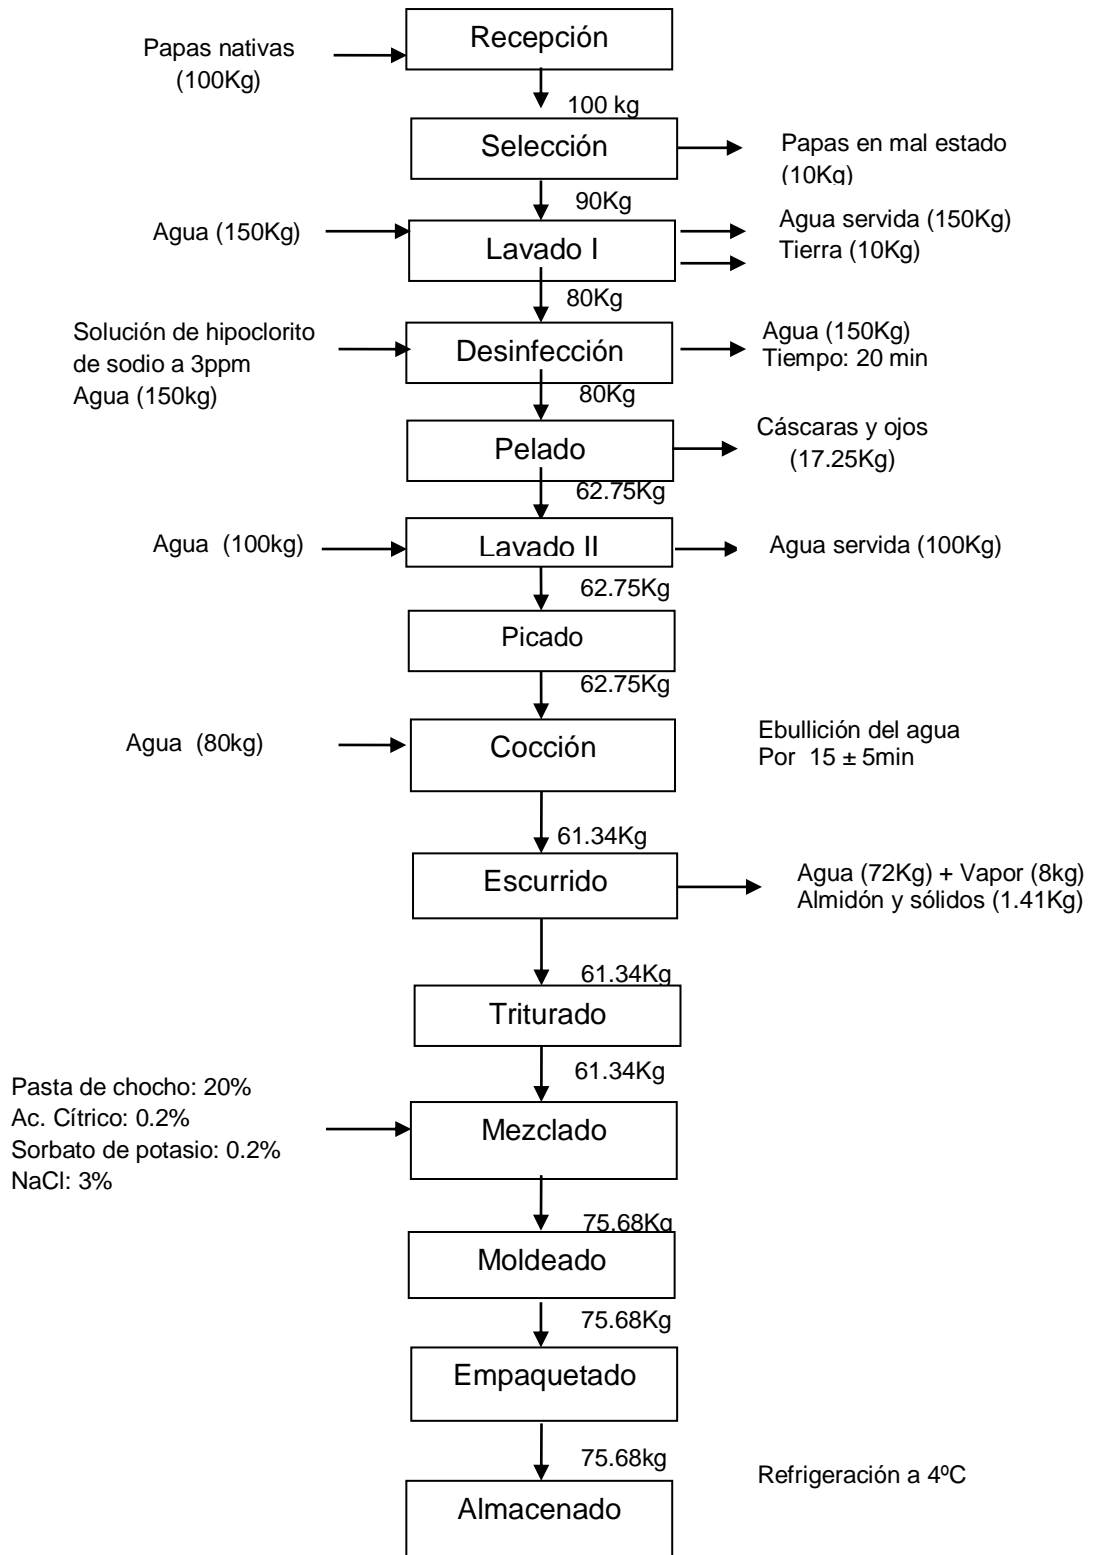 Recepción
Papas nativas
(100Kg)
100 kg
Selección
Papas en mal estado
(10Kg)
90Kg
Agua (150Kg)
Lavado I
Agua servida (150Kg)
Tierra (10Kg)
80Kg
Solución de hipoclorito
de sodio a 3ppm
Agua (150kg)
Desinfección
Agua (150Kg)
Tiempo: 20 min
80Kg
Pelado
Cáscaras y ojos
(17.25Kg)
62.75Kg
Agua (100kg)
Lavado II
Agua servida (100Kg)
62.75Kg
Picado
62.75Kg
Agua (80kg)
Cocción
Ebullición del agua
Por 15 ± 5min
61.34Kg
Escurrido
Agua (72Kg) + Vapor (8kg)
Almidón y sólidos (1.41Kg)
61.34Kg
Triturado
61.34Kg
Pasta de chocho: 20%
Ac. Cítrico: 0.2%
Sorbato de potasio: 0.2%
NaCl: 3%
Mezclado
75.68Kg
Moldeado
75.68Kg
Empaquetado
75.68kg
Refrigeración a 4ºC
Almacenado